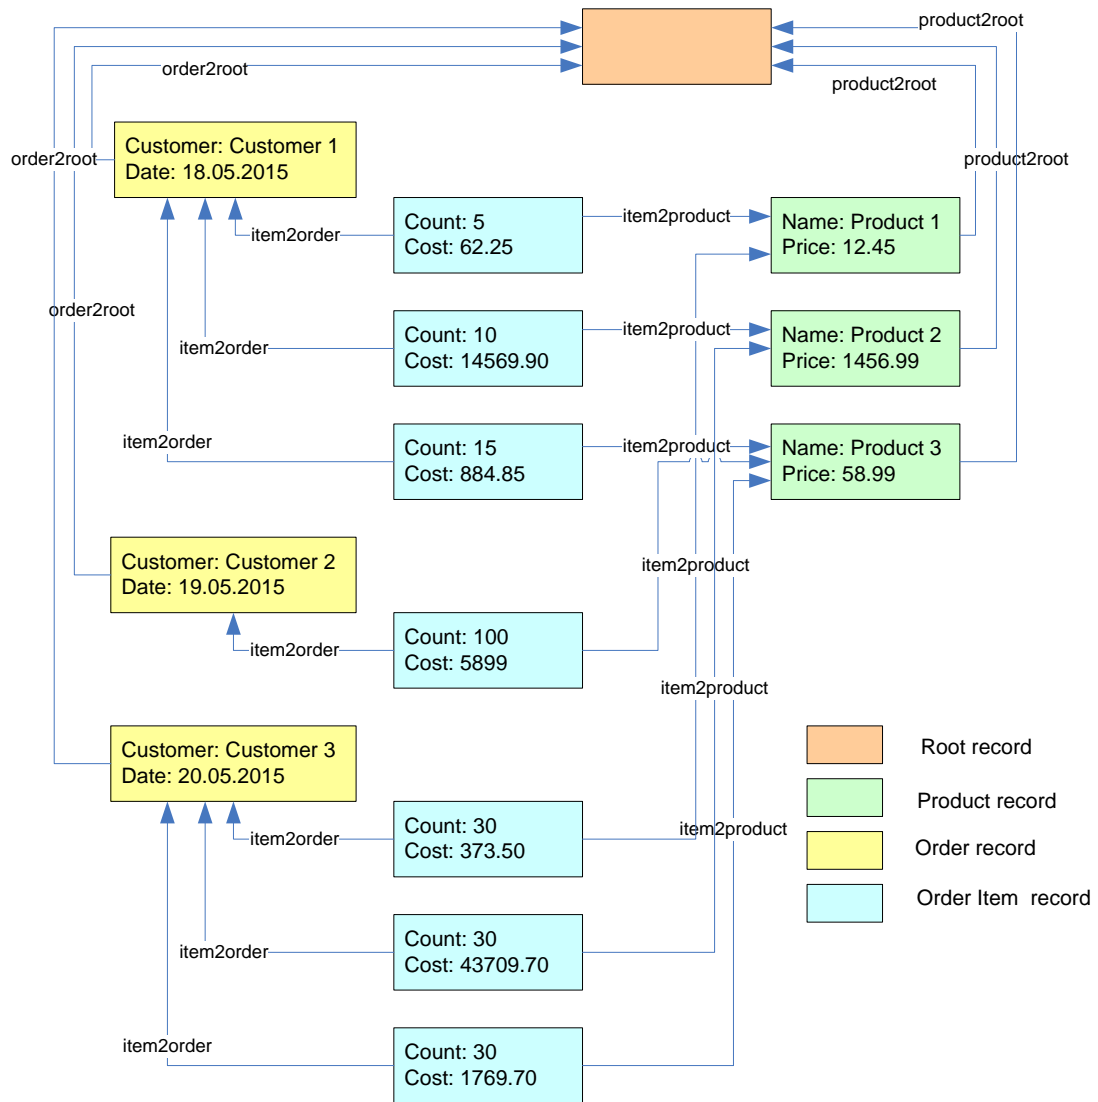 product2root
order2root
product2root
Customer: Customer 1
Date: 18.05.2015
order2root
product2root
Count: 5
Cost: 62.25
item2product
Name: Product 1
Price: 12.45
item2order
order2root
Count: 10
Cost: 14569.90
item2product
Name: Product 2
Price: 1456.99
item2order
item2order
Count: 15
Cost: 884.85
item2product
Name: Product 3
Price: 58.99
Customer: Customer 2
Date: 19.05.2015
item2product
item2order
Count: 100
Cost: 5899
item2product
Customer: Customer 3
Date: 20.05.2015
Root record
Product record
item2order
Count: 30
Cost: 373.50
item2product
Order record
Order Item record
item2order
Count: 30
Cost: 43709.70
item2order
Count: 30
Cost: 1769.70